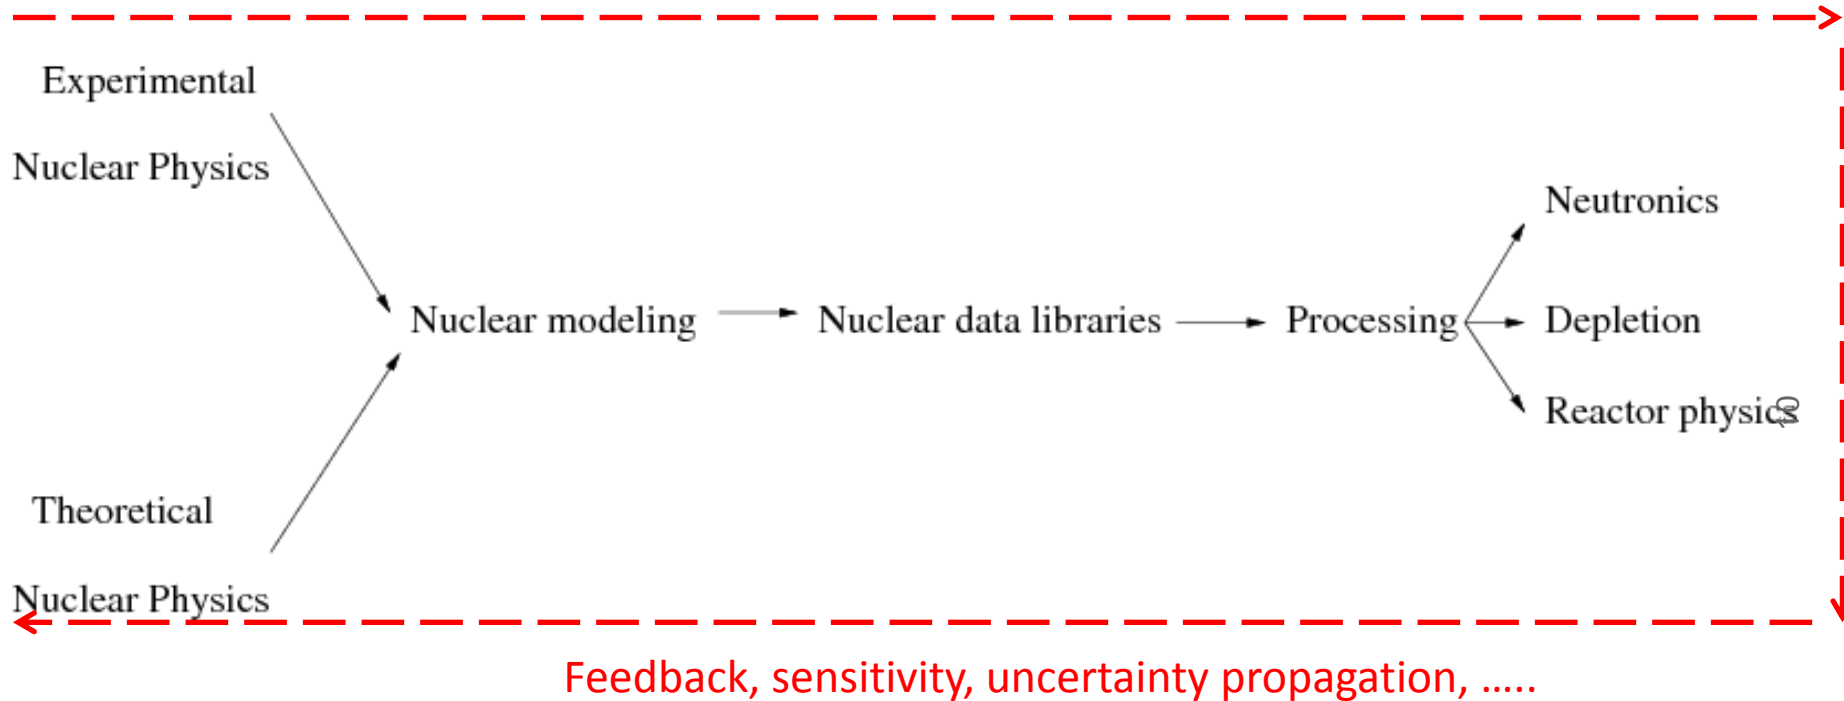 Experimental
Nuclear Physics
Neutronics
Nuclear modeling
Nuclear data libraries
Processing
Depletion
Reactor physics
Theoretical
Nuclear Physics
Feedback, sensitivity, uncertainty propagation, .....